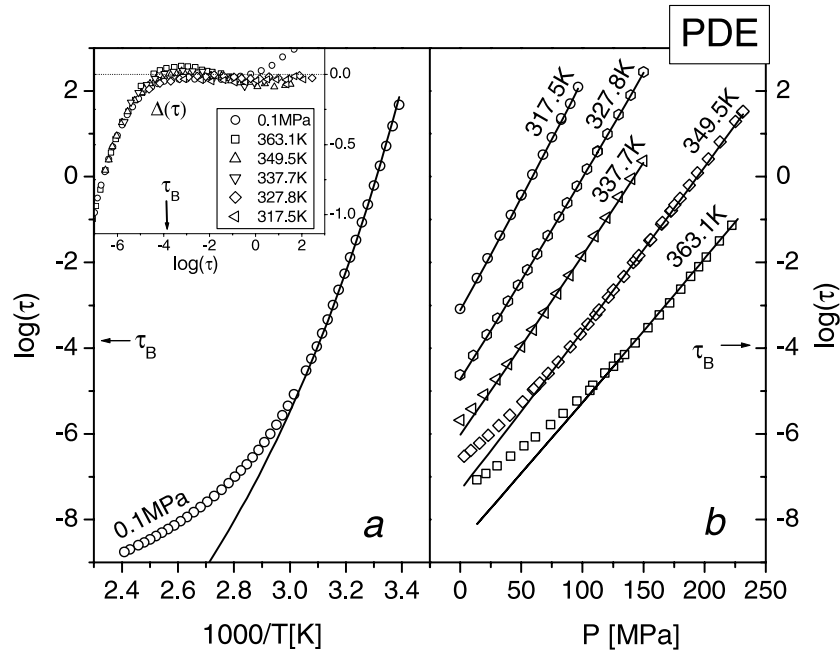 PDE
2
0
-2
-4
-6
-8
log(τ)
τB
0.0
-0.5
-1.0
Δ(τ)
τB
-6 -4 -2 0 2
log(τ)
0.1MPa
363.1K
349.5K
337.7K
327.8K
317.5K
0.1MPa
a
2.4 2.6 2.8 3.0 3.2 3.4
1000/T[K]
317.5K
327.8K
337.7K
349.5K
363.1K
τB
b
0 50 100 150 200 250
P [MPa]
2
0
-2
-4
-6
-8
log(τ)